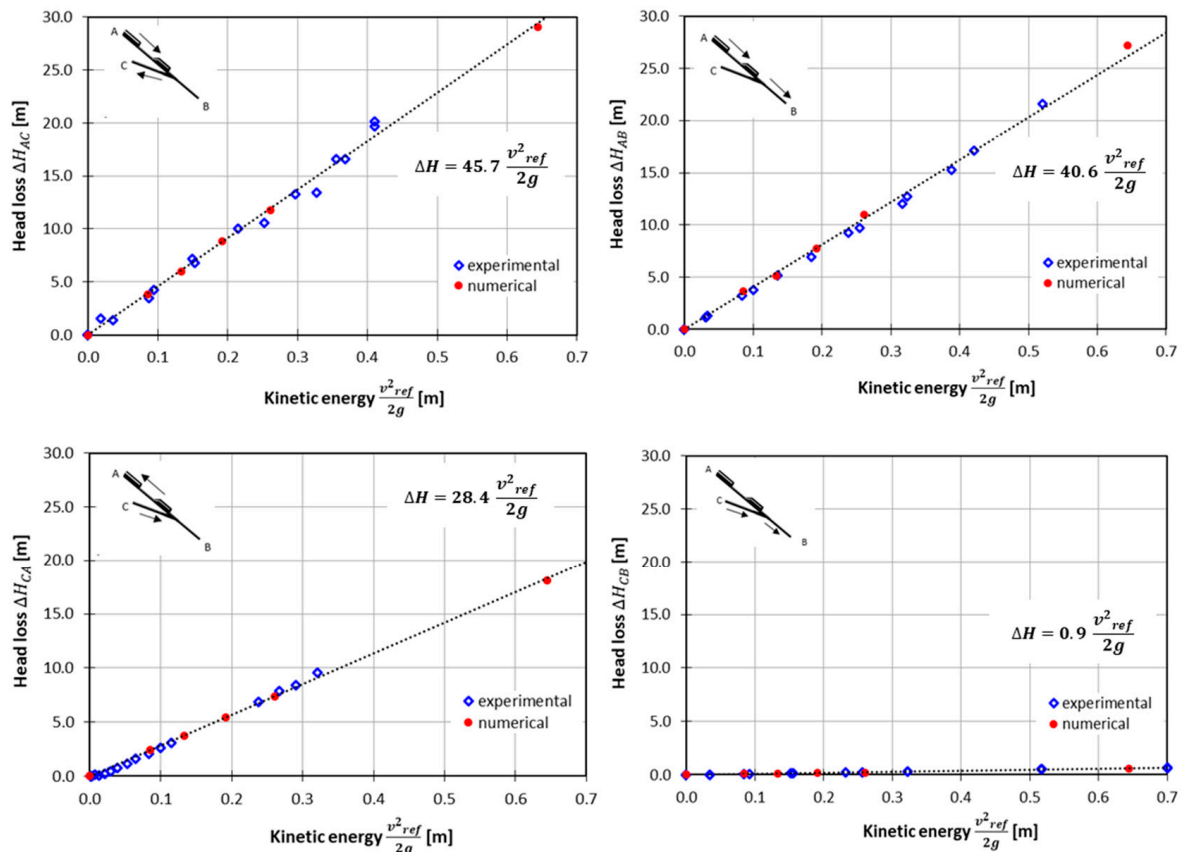 30.0
25.0
20.0
15.0
10.0
5.0
0.0
Head loss ΔH_AC [m]
A
C
B
ΔH = 45.7 v²_ref/2g
experimental
numerical
0.0 0.1 0.2 0.3 0.4 0.5 0.6 0.7
Kinetic energy v²_ref/2g [m]
30.0
25.0
20.0
15.0
10.0
5.0
0.0
Head loss ΔH_AB [m]
A
C
B
ΔH = 40.6 v²_ref/2g
experimental
numerical
0.0 0.1 0.2 0.3 0.4 0.5 0.6 0.7
Kinetic energy v²_ref/2g [m]
30.0
25.0
20.0
15.0
10.0
5.0
0.0
Head loss ΔH_CA [m]
A
C
B
ΔH = 28.4 v²_ref/2g
experimental
numerical
0.0 0.1 0.2 0.3 0.4 0.5 0.6 0.7
Kinetic energy v²_ref/2g [m]
30.0
25.0
20.0
15.0
10.0
5.0
0.0
Head loss ΔH_CB [m]
A
C
B
ΔH = 0.9 v²_ref/2g
experimental
numerical
0.0 0.1 0.2 0.3 0.4 0.5 0.6 0.7
Kinetic energy v²_ref/2g [m]